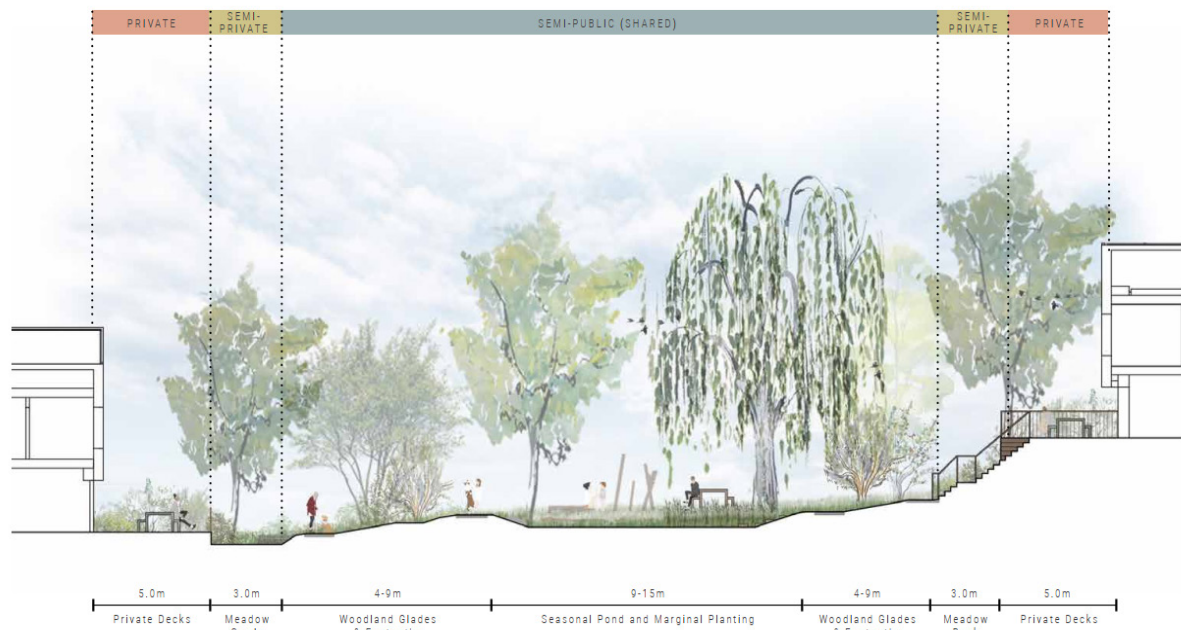 PRIVATE
SEMI-
PRIVATE
SEMI-PUBLIC (SHARED)
SEMI-
PRIVATE
PRIVATE
5.0m
3.0m
4-9m
9-15m
4-9m
3.0m
5.0m
Private Decks
Meadow
Woodland Glades
Seasonal Pond and Marginal Planting
Woodland Glades
Meadow
Private Decks